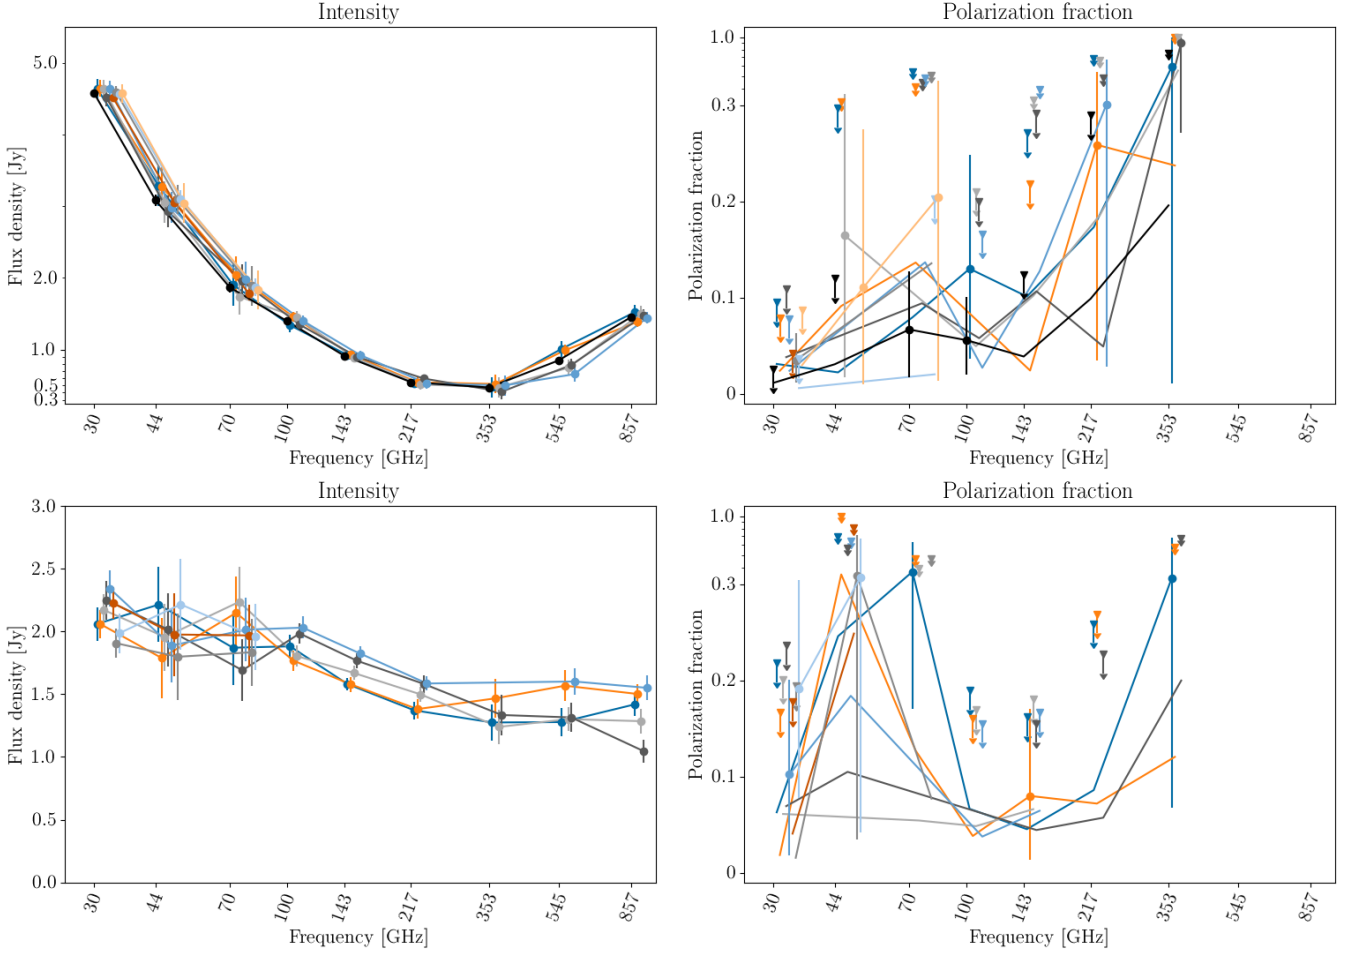 Intensity
Flux density [Jy]
5.0
2.0
1.0
0.5
0.3
30 44 70 100 143 217 353 545 857
Frequency [GHz]
Polarization fraction
Polarization fraction
1.0
0.3
0.2
0.1
0
30 44 70 100 143 217 353 545 857
Frequency [GHz]
Intensity
Flux density [Jy]
3.0
2.5
2.0
1.5
1.0
0.5
0.0
30 44 70 100 143 217 353 545 857
Frequency [GHz]
Polarization fraction
Polarization fraction
1.0
0.3
0.2
0.1
0
30 44 70 100 143 217 353 545 857
Frequency [GHz]